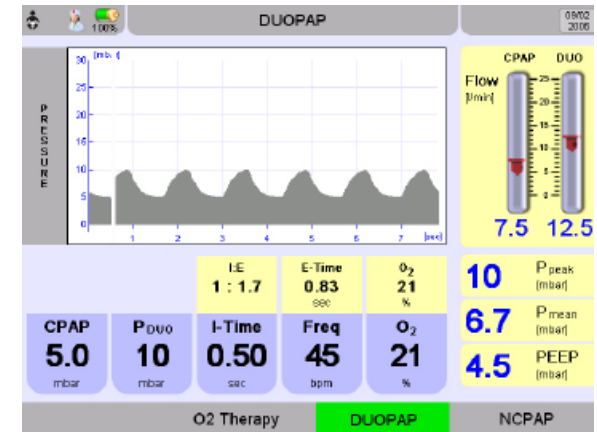 100%
DUOPAP
09/02
2006
PRESSURE
30
25
20
15
10
5
0
1 2 3 4 5 6 7 [sec]
CPAP DUO
Flow
[l/min]
25
20
15
10
7.5 12.5
I:E
1 : 1.7
E-Time
0.83
sec
O2
21
%
10 Ppeak
[mbar]
6.7 Pmean
[mbar]
4.5 PEEP
[mbar]
CPAP
5.0
mbar
PDUO
10
mbar
I-Time
0.50
sec
Freq
45
bpm
O2
21
%
O2 Therapy DUOPAP NCPAP